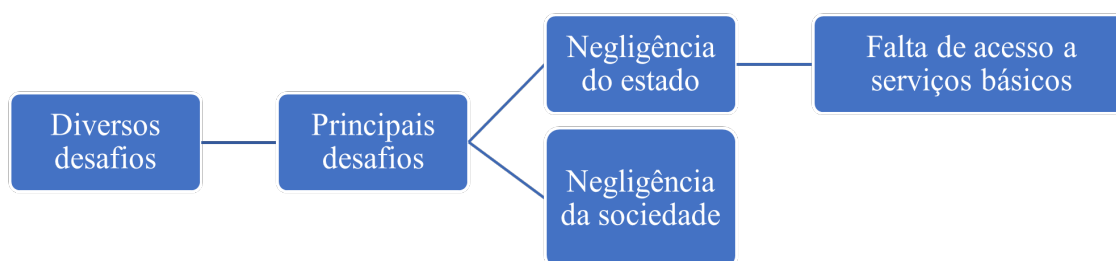 Diversos
desafios
Principais
desafios
Negligência
do estado
Falta de acesso a
serviços básicos
Negligência
da sociedade